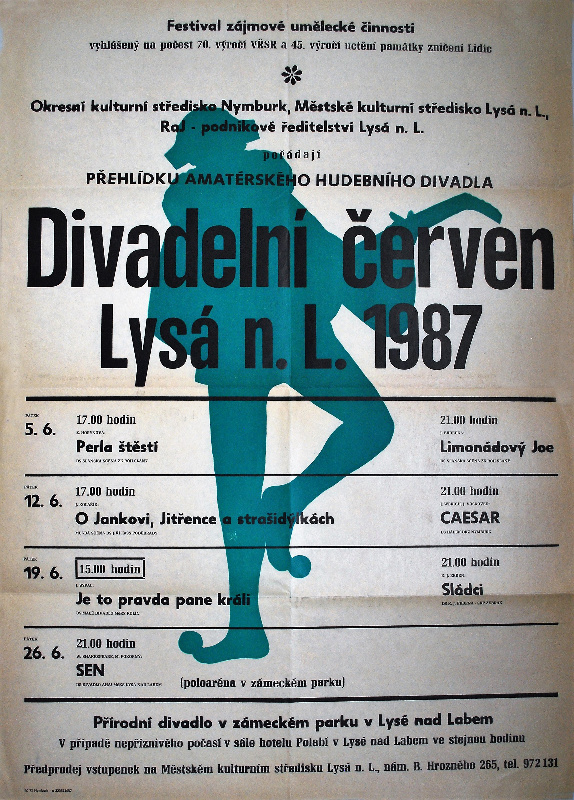 Festival zájmové umělecké činnosti
vyhlášený na počest 70. výročí VŘSR a 45. výročí uctění památky zničení Lidic
Okresní kulturní středisko Nymburk, Městské kulturní středisko Lysá n. L.,
RaJ - podnikové ředitelství Lysá n. L.
pořádají
PŘEHLÍDKU AMATÉRSKÉHO HUDEBNÍHO DIVADLA
Divadelní červen
Lysá n. L. 1987
PÁTEK
5. 6.
17.00 hodin
Perla štěstí
21.00 hodin
Limonádový Joe
PÁTEK
12. 6.
17.00 hodin
O Jankovi, Jitřence a strašidýlkách
21.00 hodin
CAESAR
PÁTEK
19. 6.
15.00 hodin
Je to pravda pane králi
21.00 hodin
Sládci
PÁTEK
26. 6.
21.00 hodin
SEN
(poloaréna v zámeckém parku)
Přírodní divadlo v zámeckém parku v Lysé nad Labem
V případě nepříznivého počasí v sále hotelu Polabí v Lysé nad Labem ve stejnou hodinu
Předprodej vstupenek na Městském kulturním středisku Lysá n. L., nám. B. Hrozného 265, tel. 972131